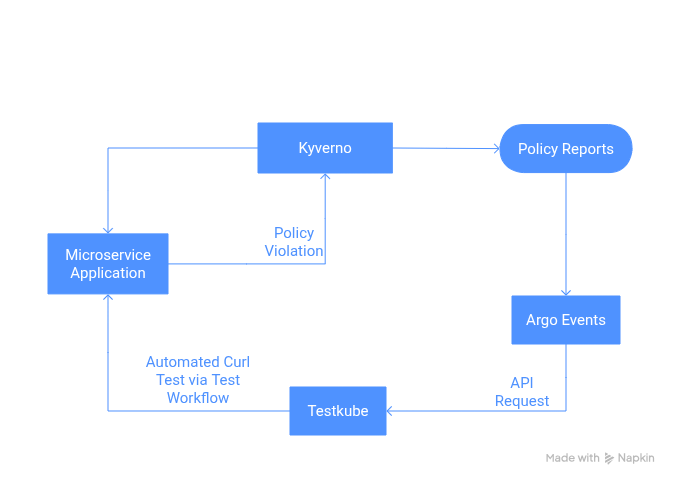 Kyverno
Policy Reports
Policy
Violation
Microservice
Application
Argo Events
Automated Curl
Test via Test
Workflow
API
Request
Testkube
Made with Napkin